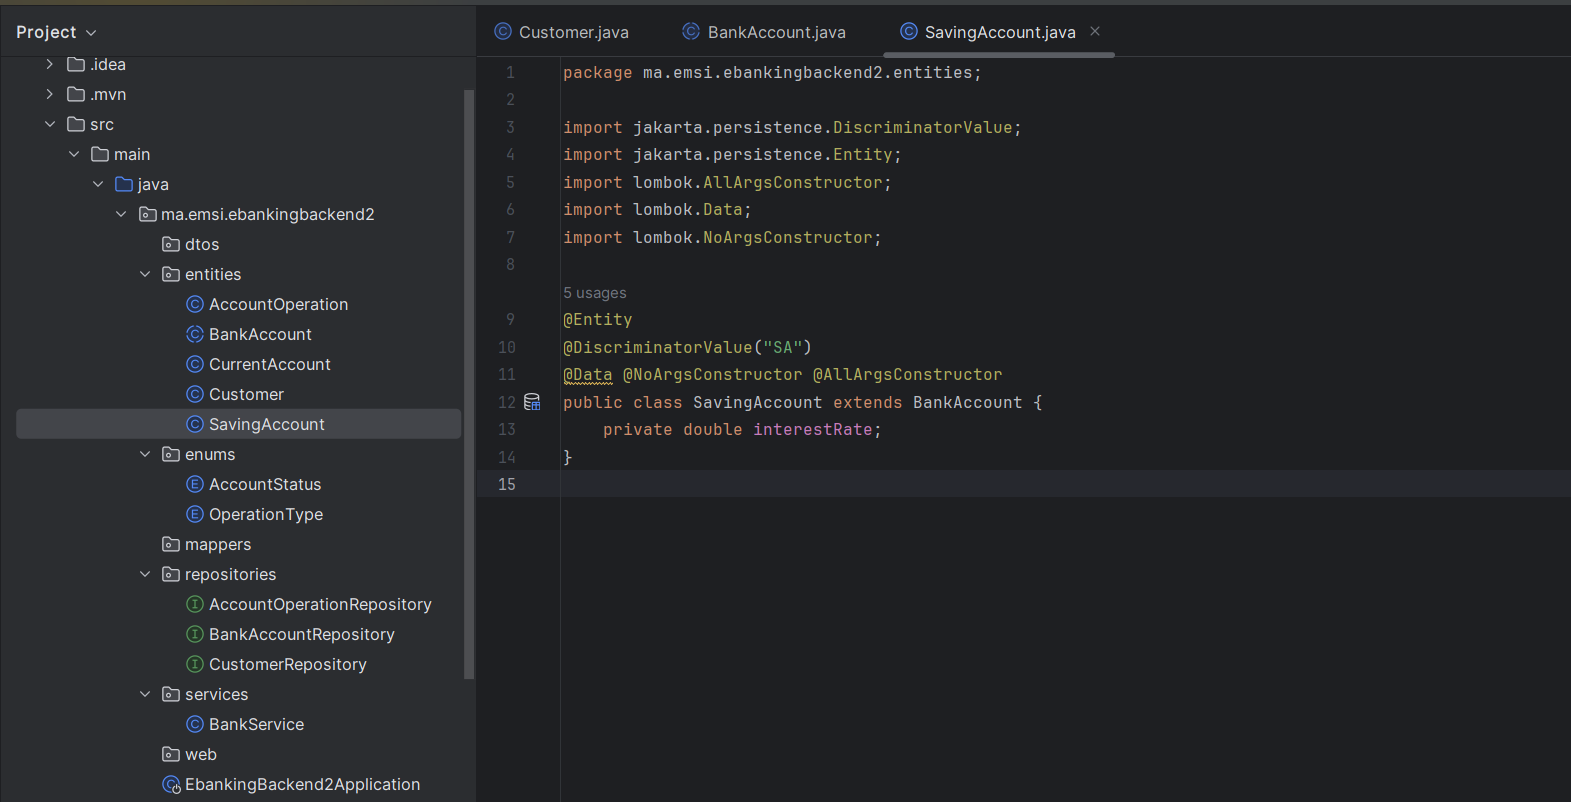 Project
.idea
.mvn
src
main
java
ma.emsi.ebankingbackend2
dtos
entities
AccountOperation
BankAccount
CurrentAccount
Customer
SavingAccount
enums
AccountStatus
OperationType
mappers
repositories
AccountOperationRepository
BankAccountRepository
CustomerRepository
services
BankService
web
EbankingBackend2Application
Customer.java BankAccount.java SavingAccount.java
1 package ma.emsi.ebankingbackend2.entities;
2
3 import jakarta.persistence.DiscriminatorValue;
4 import jakarta.persistence.Entity;
5 import lombok.AllArgsConstructor;
6 import lombok.Data;
7 import lombok.NoArgsConstructor;
8
5 usages
9 @Entity
10 @DiscriminatorValue("SA")
11 @Data @NoArgsConstructor @AllArgsConstructor
12 public class SavingAccount extends BankAccount {
13     private double interestRate;
14 }
15